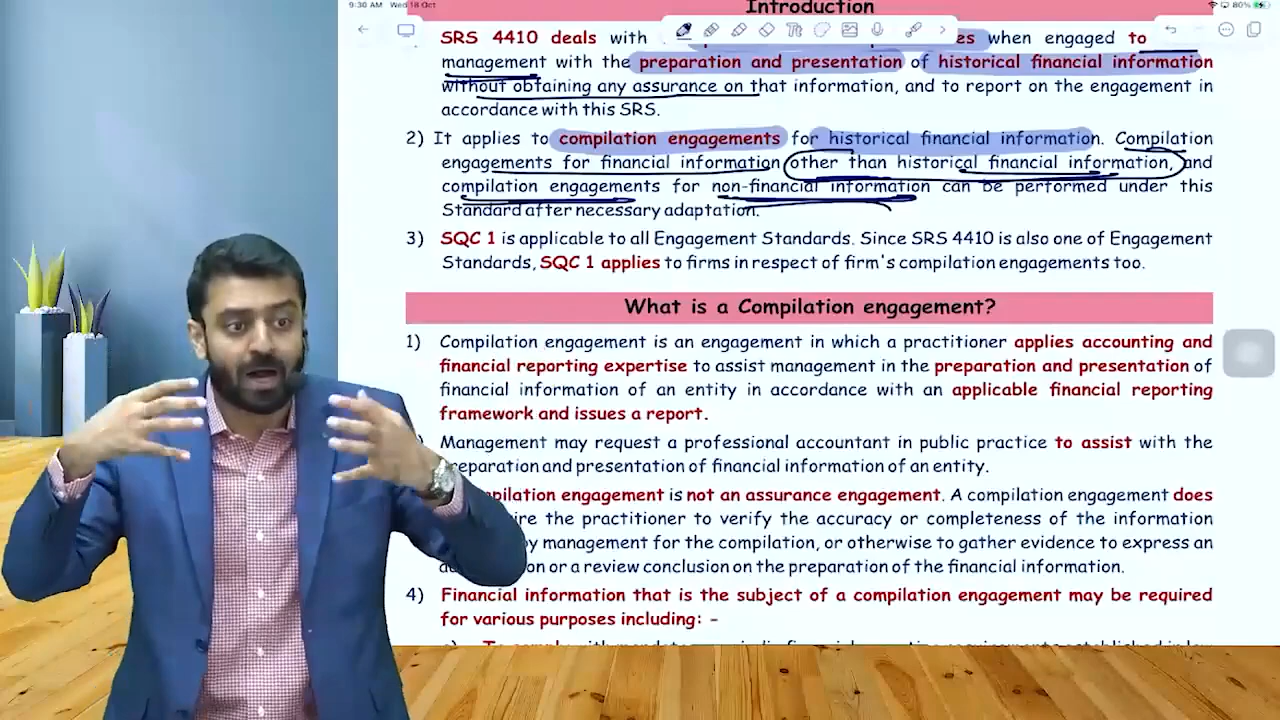 9:30 AM Wed 18 Oct
80%
Introduction
SRS 4410 deals with es when engaged to
management with the preparation and presentation of historical financial information
without obtaining any assurance on that information, and to report on the engagement in
accordance with this SRS.
2) It applies to compilation engagements for historical financial information. Compilation
engagements for financial information other than historical financial information, and
compilation engagements for non-financial information can be performed under this
Standard after necessary adaptation.
3) SQC 1 is applicable to all Engagement Standards. Since SRS 4410 is also one of Engagement
Standards, SQC 1 applies to firms in respect of firm's compilation engagements too.
What is a Compilation engagement?
1) Compilation engagement is an engagement in which a practitioner applies accounting and
financial reporting expertise to assist management in the preparation and presentation of
financial information of an entity in accordance with an applicable financial reporting
framework and issues a report.
) Management may request a professional accountant in public practice to assist with the
reparation and presentation of financial information of an entity.
pilation engagement is not an assurance engagement. A compilation engagement does
ire the practitioner to verify the accuracy or completeness of the information
by management for the compilation, or otherwise to gather evidence to express an
on or a review conclusion on the preparation of the financial information.
4) Financial information that is the subject of a compilation engagement may be required
for various purposes including: -